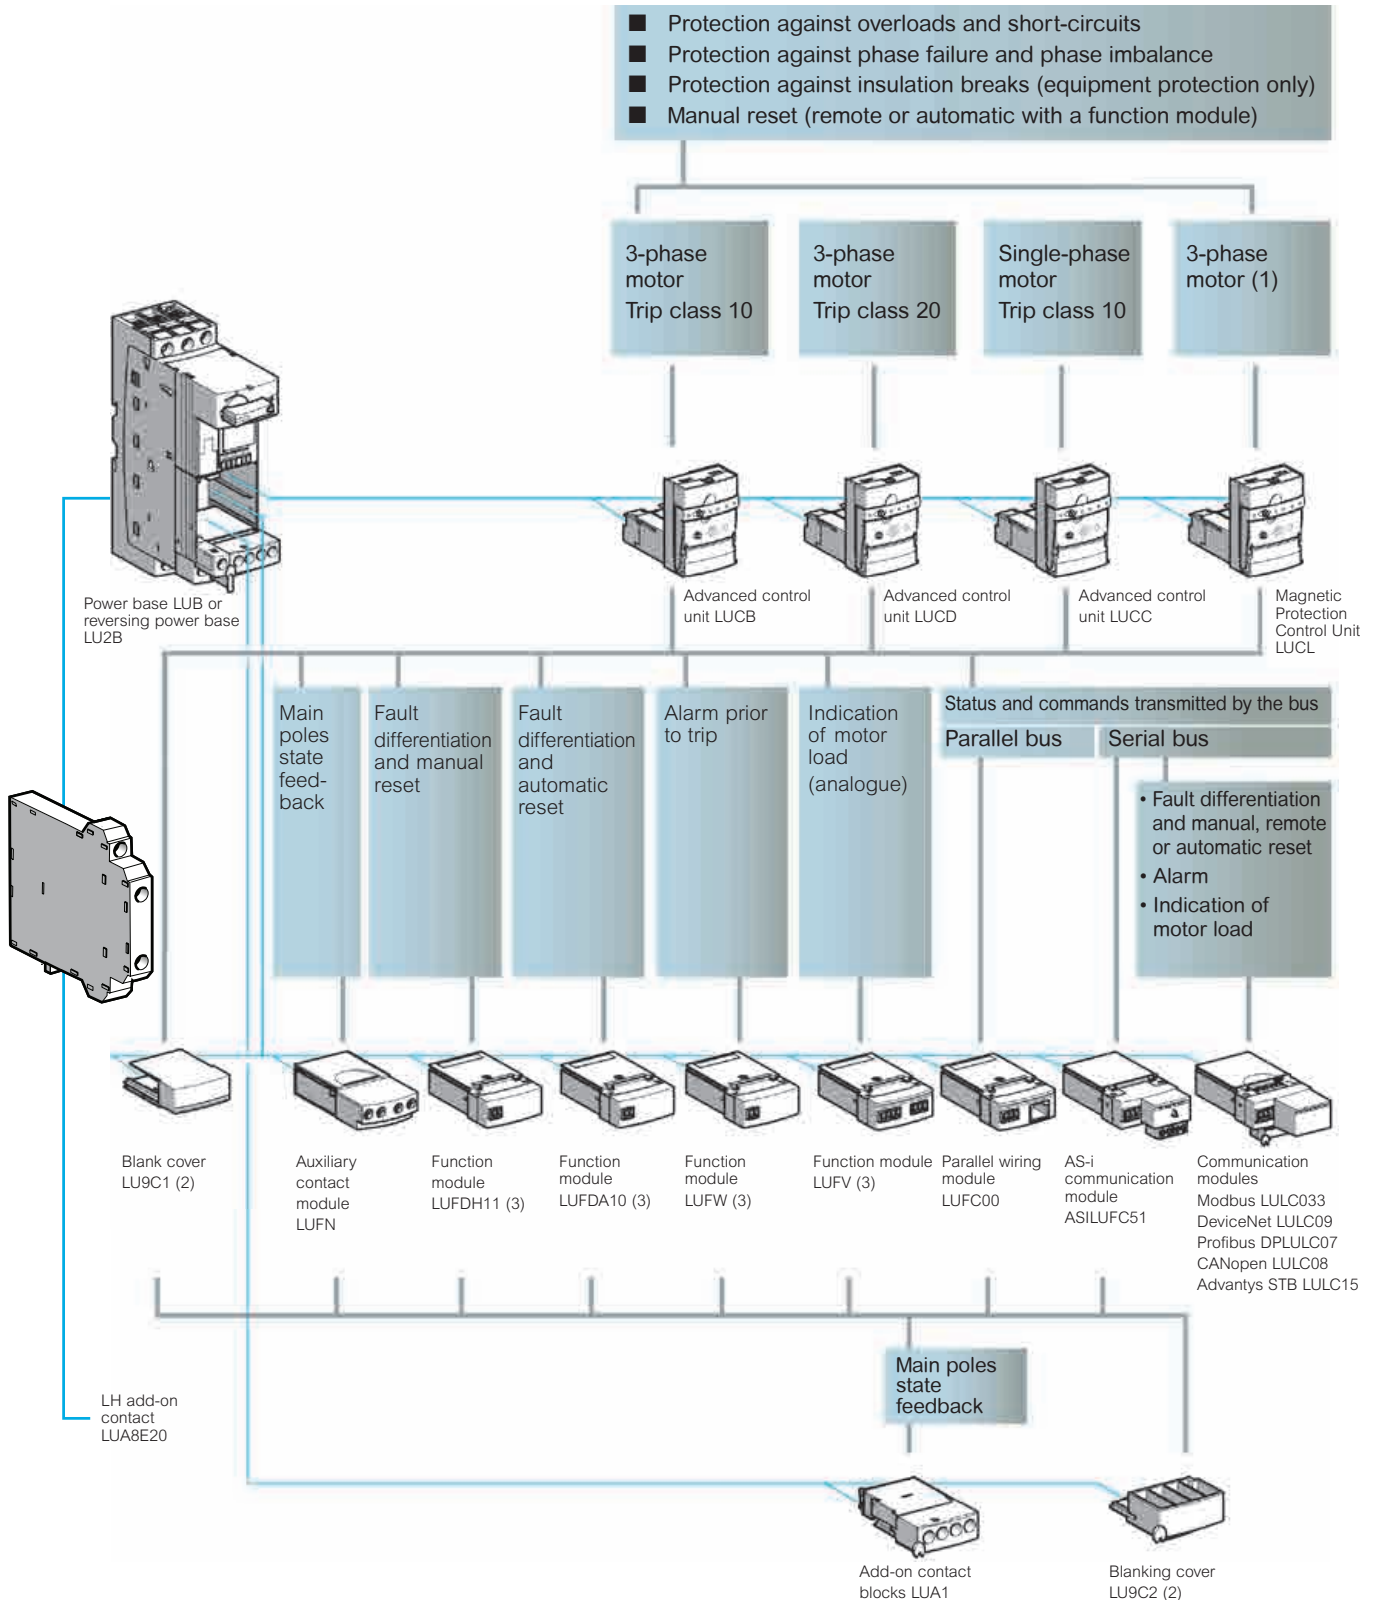 ■ Protection against overloads and short-circuits
■ Protection against phase failure and phase imbalance
■ Protection against insulation breaks (equipment protection only)
■ Manual reset (remote or automatic with a function module)
3-phase
motor
Trip class 10
3-phase
motor
Trip class 20
Single-phase
motor
Trip class 10
3-phase
motor (1)
Power base LUB or
reversing power base
LU2B
Advanced control
unit LUCB
Advanced control
unit LUCD
Advanced control
unit LUCC
Magnetic
Protection
Control Unit
LUCL
Main
poles
state
feed-
back
Fault
differentiation
and manual
reset
Fault
differentiation
and
automatic
reset
Alarm prior
to trip
Indication
of motor
load
(analogue)
Status and commands transmitted by the bus
Parallel bus
Serial bus
• Fault differentiation
and manual, remote
or automatic reset
• Alarm
• Indication of
motor load
Blank cover
LU9C1 (2)
Auxiliary
contact
module
LUFN
Function
module
LUFDH11 (3)
Function
module
LUFDA10 (3)
Function
module
LUFW (3)
Function module
LUFV (3)
Parallel wiring
module
LUFC00
AS-i
communication
module
ASILUFC51
Communication
modules
Modbus LULC033
DeviceNet LULC09
Profibus DPLULC07
CANopen LULC08
Advantys STB LULC15
Main poles
state
feedback
LH add-on
contact
LUA8E20
Add-on contact
blocks LUA1
Blanking cover
LU9C2 (2)